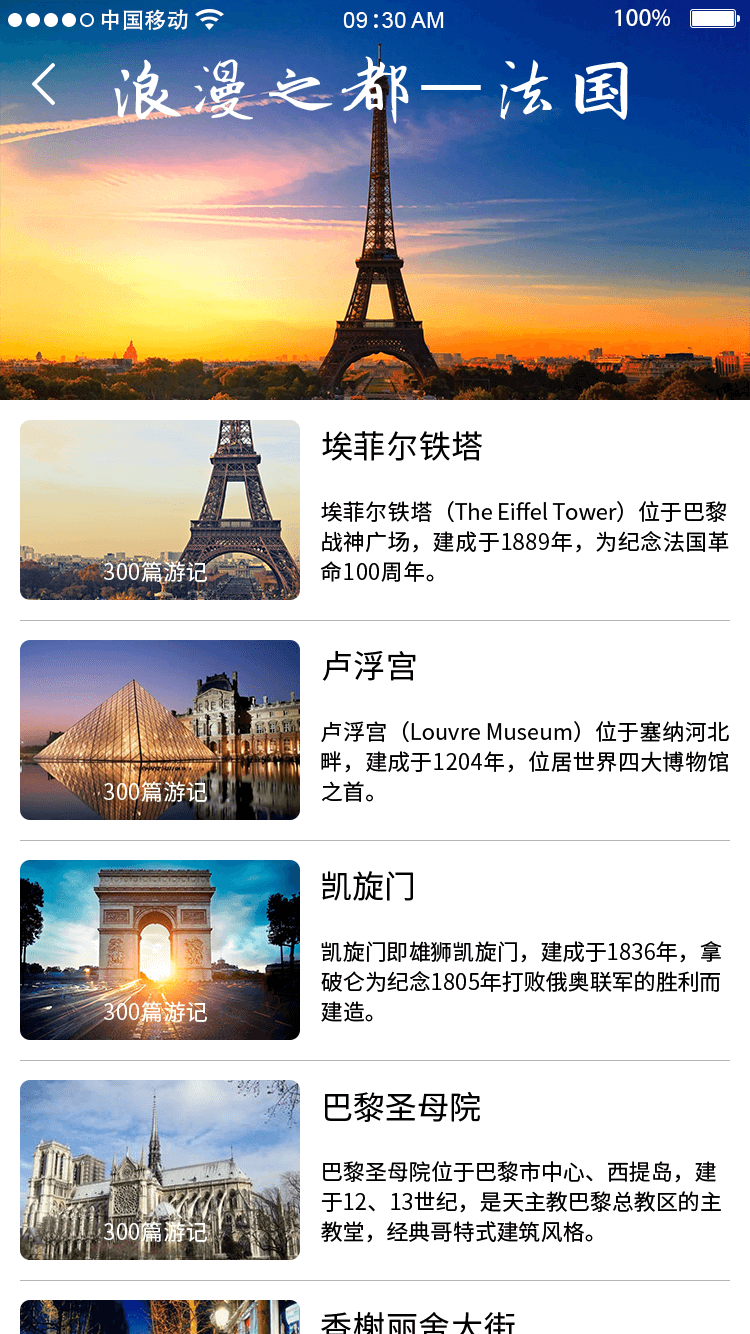 中国移动 09:30 AM 100%
浪漫之都—法国
300篇游记
埃菲尔铁塔
埃菲尔铁塔（The Eiffel Tower）位于巴黎
战神广场，建成于1889年，为纪念法国革
命100周年。
300篇游记
卢浮宫
卢浮宫（Louvre Museum）位于塞纳河北
畔，建成于1204年，位居世界四大博物馆
之首。
300篇游记
凯旋门
凯旋门即雄狮凯旋门，建成于1836年，拿
破仑为纪念1805年打败俄奥联军的胜利而
建造。
300篇游记
巴黎圣母院
巴黎圣母院位于巴黎市中心、西提岛，建
于12、13世纪，是天主教巴黎总教区的主
教堂，经典哥特式建筑风格。
香榭丽舍大街